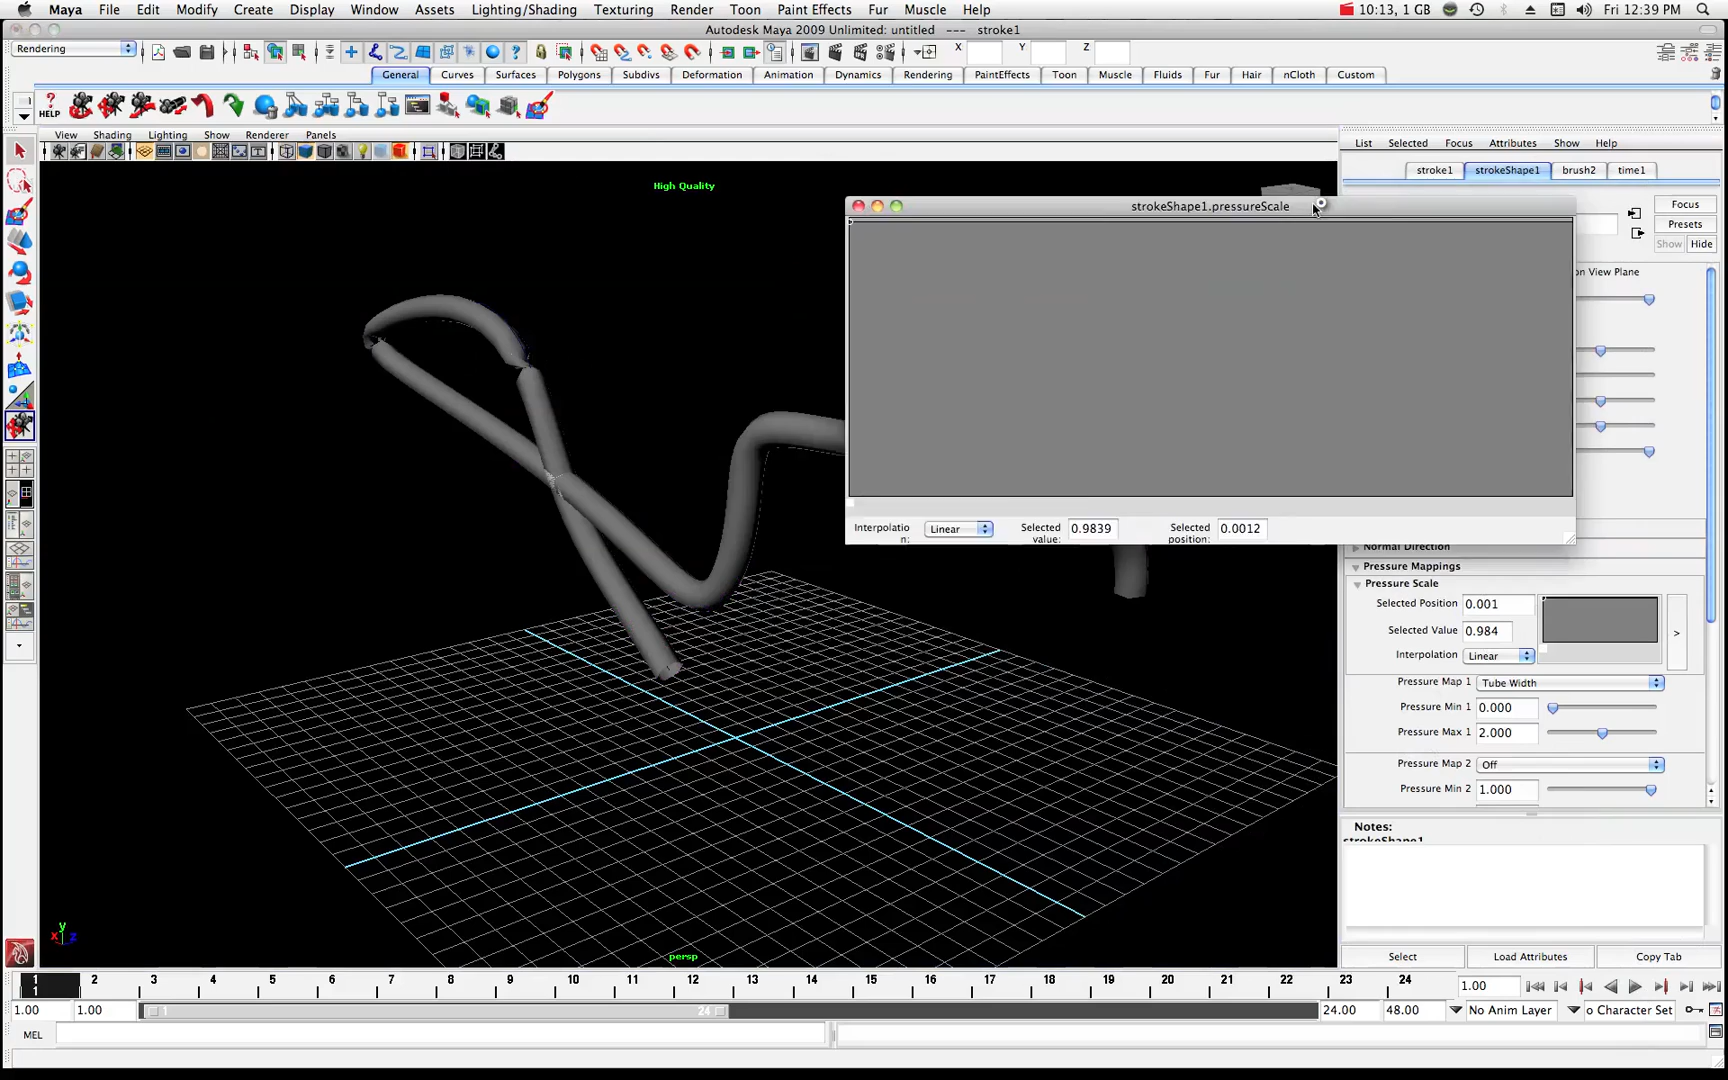 Maya File Edit Modify Create Display Window Assets Lighting/Shading Texturing Render Toon Paint Effects Fur Muscle Help 10:13, 1 GB Fri 12:39 PM
Autodesk Maya 2009 Unlimited: untitled --- stroke1
Rendering X Y Z
General Curves Surfaces Polygons Subdivs Deformation Animation Dynamics Rendering PaintEffects Toon Muscle Fluids Fur Hair nCloth Custom
HELP
View Shading Lighting Show Renderer Panels
List Selected Focus Attributes Show Help
stroke1 strokeShape1 brush2 time1
High Quality
strokeShape1.pressureScale
Focus
Presets
Show Hide
on View Plane
Interpolatio
n:
Linear
Selected
value:
0.9839
Selected
position:
0.0012
Normal Direction
Pressure Mappings
Pressure Scale
Selected Position 0.001
Selected Value 0.984 >
Interpolation Linear
Pressure Map 1 Tube Width
Pressure Min 1 0.000
Pressure Max 1 2.000
Pressure Map 2 Off
Pressure Min 2 1.000
Notes:
strokeShape1
y
x z
persp
Select Load Attributes Copy Tab
1 2 3 4 5 6 7 8 9 10 11 12 13 14 15 16 17 18 19 20 21 22 23 24 1.00
1
1.00 1.00 1 24 24.00 48.00 No Anim Layer o Character Set
MEL